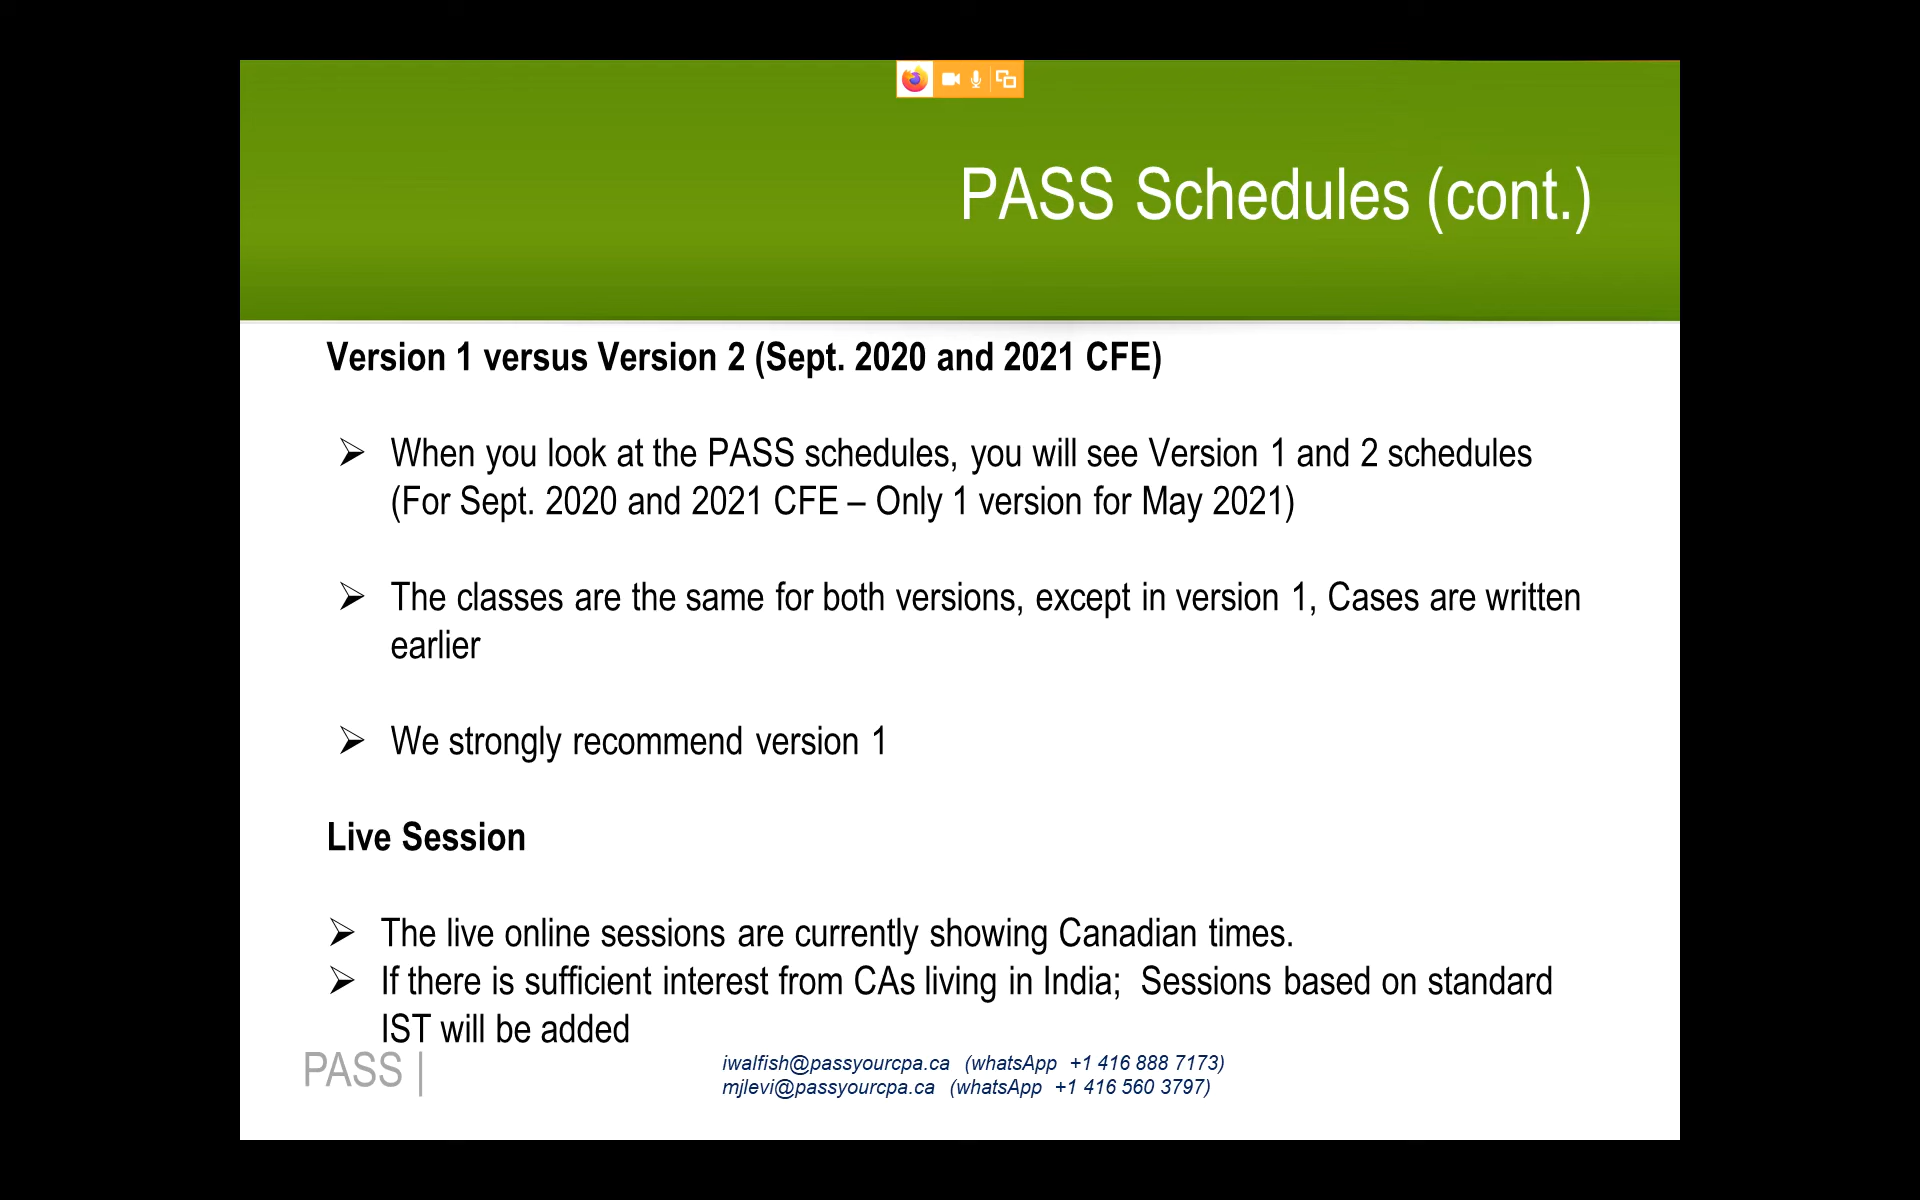 PASS Schedules (cont.)
Version 1 versus Version 2 (Sept. 2020 and 2021 CFE)
When you look at the PASS schedules, you will see Version 1 and 2 schedules
(For Sept. 2020 and 2021 CFE – Only 1 version for May 2021)
The classes are the same for both versions, except in version 1, Cases are written
earlier
We strongly recommend version 1
Live Session
The live online sessions are currently showing Canadian times.
If there is sufficient interest from CAs living in India;  Sessions based on standard
IST will be added
PASS |
iwalfish@passyourcpa.ca  (whatsApp  +1 416 888 7173)
mjlevi@passyourcpa.ca  (whatsApp  +1 416 560 3797)